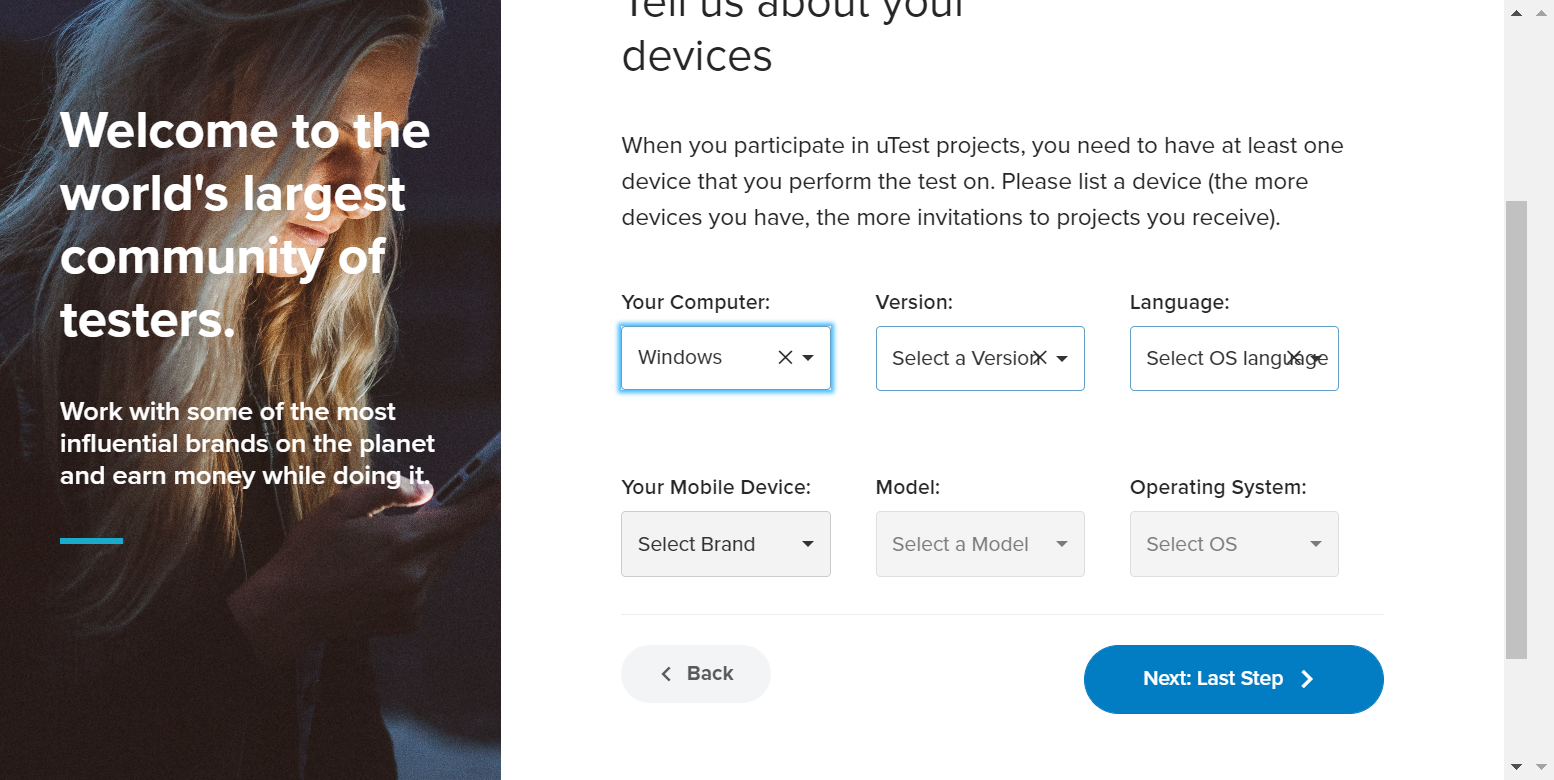 Welcome to the
world's largest
community of
testers.
Work with some of the most
influential brands on the planet
and earn money while doing it.
Tell us about your
devices
When you participate in uTest projects, you need to have at least one
device that you perform the test on. Please list a device (the more
devices you have, the more invitations to projects you receive).
Your Computer: Version: Language:
Windows Select a Version Select OS language
Your Mobile Device: Model: Operating System:
Select Brand Select a Model Select OS
Back Next: Last Step